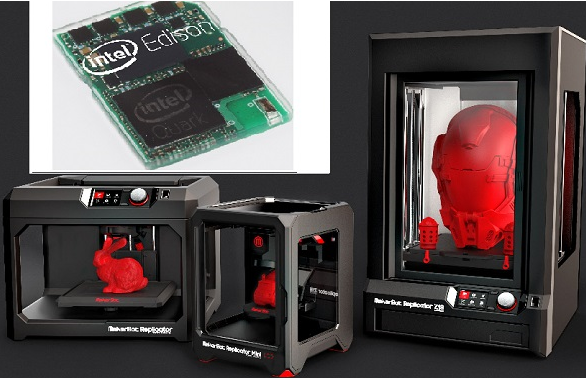 intel Edison
intel
Quark
MakerBot Replicator
MakerBot Replicator Mini
MakerBot Replicator Z18